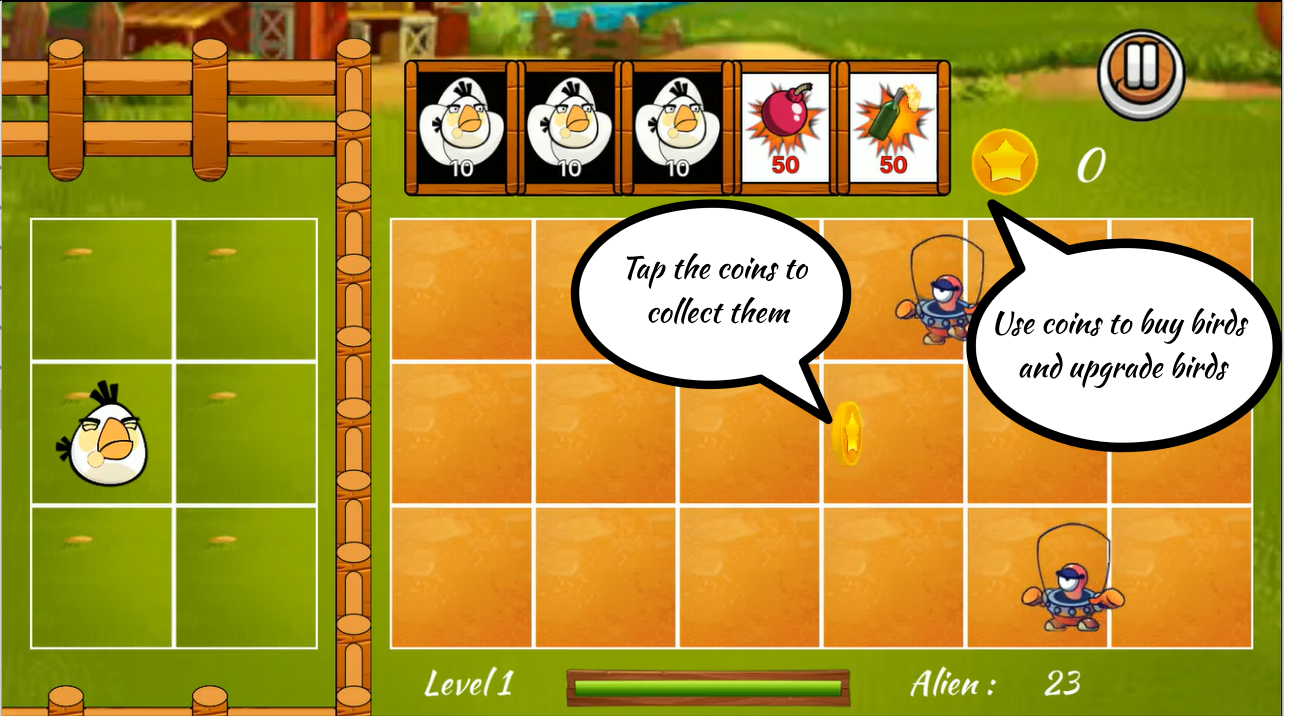 10 10 10 50 50
0
Tap the coins to
collect them
Use coins to buy birds
and upgrade birds
Level 1
Alien : 23